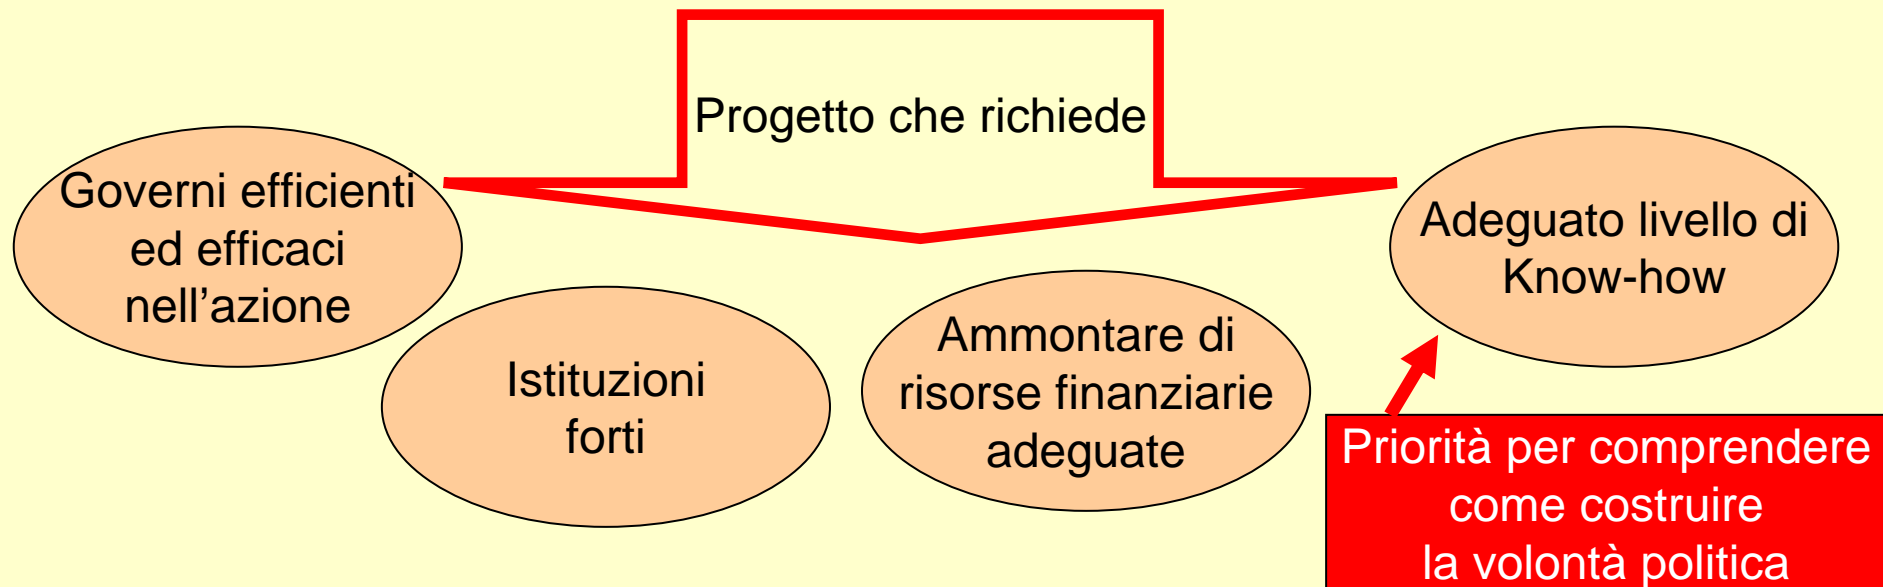 Progetto che richiede
Governi efficienti
ed efficaci
nell’azione
Istituzioni
forti
Ammontare di
risorse finanziarie
adeguate
Adeguato livello di
Know-how
Priorità per comprendere
come costruire
la volontà politica